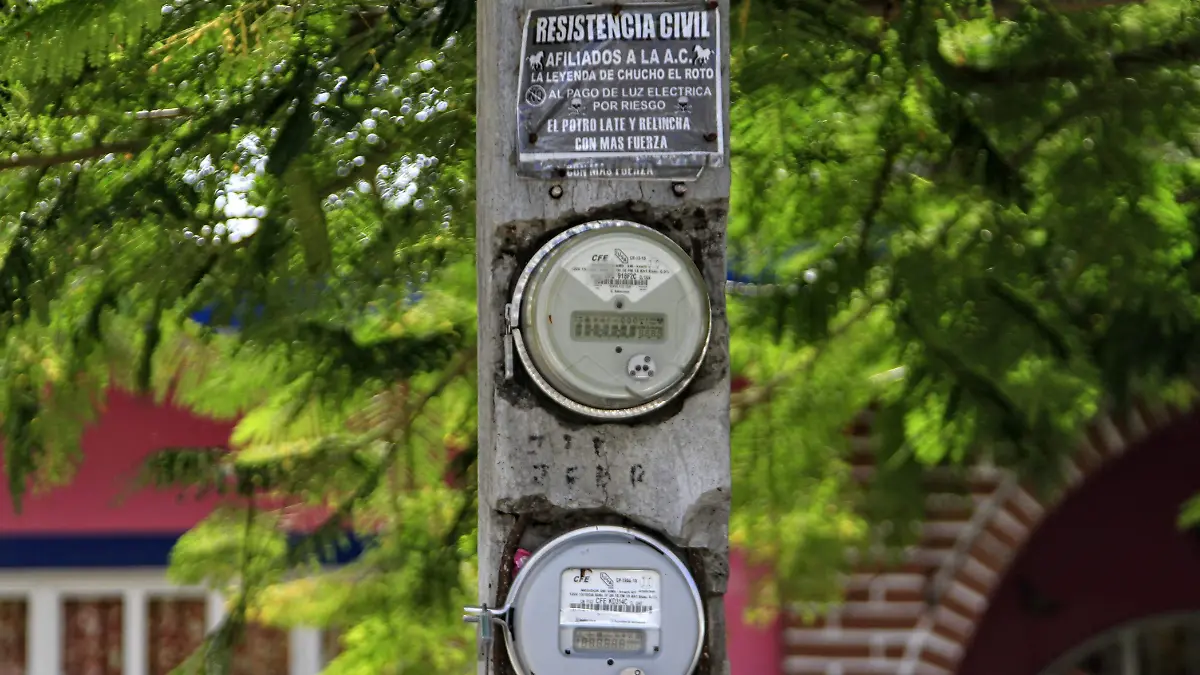 RESISTENCIA CIVIL
AFILIADOS A LA A.C.
LA LEYENDA DE CHUCHO EL ROTO
NO AL PAGO DE LUZ ELECTRICA
POR RIESGO
EL POTRO LATE Y RELINCHA
CON MAS FUERZA
CON MAS FUERZA
CFE
CFE